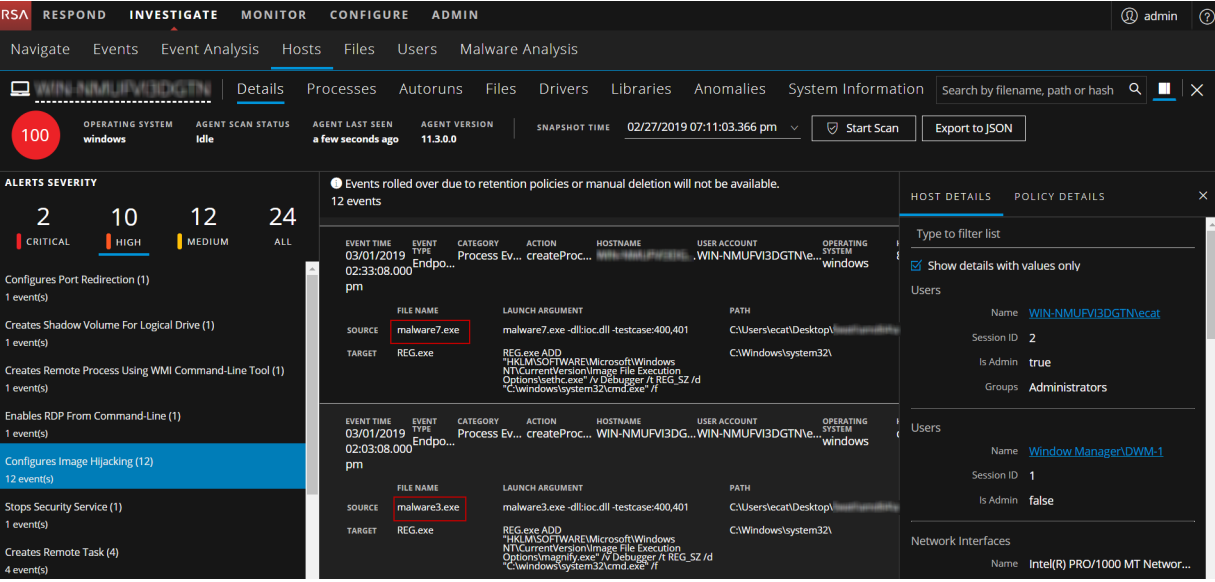 RSA RESPOND INVESTIGATE MONITOR CONFIGURE ADMIN admin ?
Navigate Events Event Analysis Hosts Files Users Malware Analysis
WIN-NMUFVI3DGTN Details Processes Autoruns Files Drivers Libraries Anomalies System Information Search by filename, path or hash
100
OPERATING SYSTEM
windows
AGENT SCAN STATUS
Idle
AGENT LAST SEEN
a few seconds ago
AGENT VERSION
11.3.0.0
SNAPSHOT TIME 02/27/2019 07:11:03.366 pm
Start Scan
Export to JSON
ALERTS SEVERITY
2 10 12 24
CRITICAL HIGH MEDIUM ALL
Configures Port Redirection (1)
1 event(s)
Creates Shadow Volume For Logical Drive (1)
1 event(s)
Creates Remote Process Using WMI Command-Line Tool (1)
1 event(s)
Enables RDP From Command-Line (1)
1 event(s)
Configures Image Hijacking (12)
12 event(s)
Stops Security Service (1)
1 event(s)
Creates Remote Task (4)
4 event(s)
Events rolled over due to retention policies or manual deletion will not be available.
12 events
EVENT TIME EVENT TYPE CATEGORY ACTION HOSTNAME USER ACCOUNT OPERATING SYSTEM
03/01/2019 02:33:08.000 pm Endpo... Process Ev... createProc... WIN-NMUFVI3DGTN\e... windows
FILE NAME LAUNCH ARGUMENT PATH
SOURCE malware7.exe malware7.exe -dll:ioc.dll -testcase:400,401 C:\Users\ecat\Desktop\
TARGET REG.exe REG.exe ADD C:\Windows\system32\
"HKLM\SOFTWARE\Microsoft\Windows
NT\CurrentVersion\Image File Execution
Options\sethc.exe" /v Debugger /t REG_SZ /d
"C:\windows\system32\cmd.exe" /f
EVENT TIME EVENT TYPE CATEGORY ACTION HOSTNAME USER ACCOUNT OPERATING SYSTEM
03/01/2019 02:03:08.000 pm Endpo... Process Ev... createProc... WIN-NMUFVI3DG... WIN-NMUFVI3DGTN\e... windows
FILE NAME LAUNCH ARGUMENT PATH
SOURCE malware3.exe malware3.exe -dll:ioc.dll -testcase:400,401 C:\Users\ecat\Desktop\
TARGET REG.exe REG.exe ADD C:\Windows\system32\
"HKLM\SOFTWARE\Microsoft\Windows
NT\CurrentVersion\Image File Execution
Options\magnify.exe" /v Debugger /t REG_SZ /d
"C:\windows\system32\cmd.exe" /f
HOST DETAILS POLICY DETAILS
Type to filter list
Show details with values only
Users
Name WIN-NMUFVI3DGTN\ecat
Session ID 2
Is Admin true
Groups Administrators
Users
Name Window Manager\DWM-1
Session ID 1
Is Admin false
Network Interfaces
Name Intel(R) PRO/1000 MT Networ...